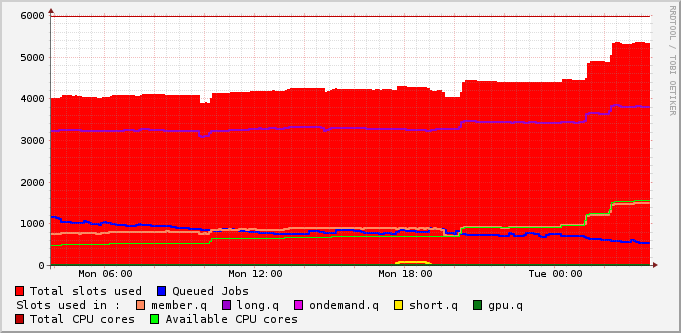 6000
5000
4000
3000
2000
1000
0
Mon 06:00 Mon 12:00 Mon 18:00 Tue 00:00
Total slots used Queued Jobs
Slots used in : member.q long.q ondemand.q short.q gpu.q
Total CPU cores Available CPU cores
RRDTOOL / TOBI OETIKER